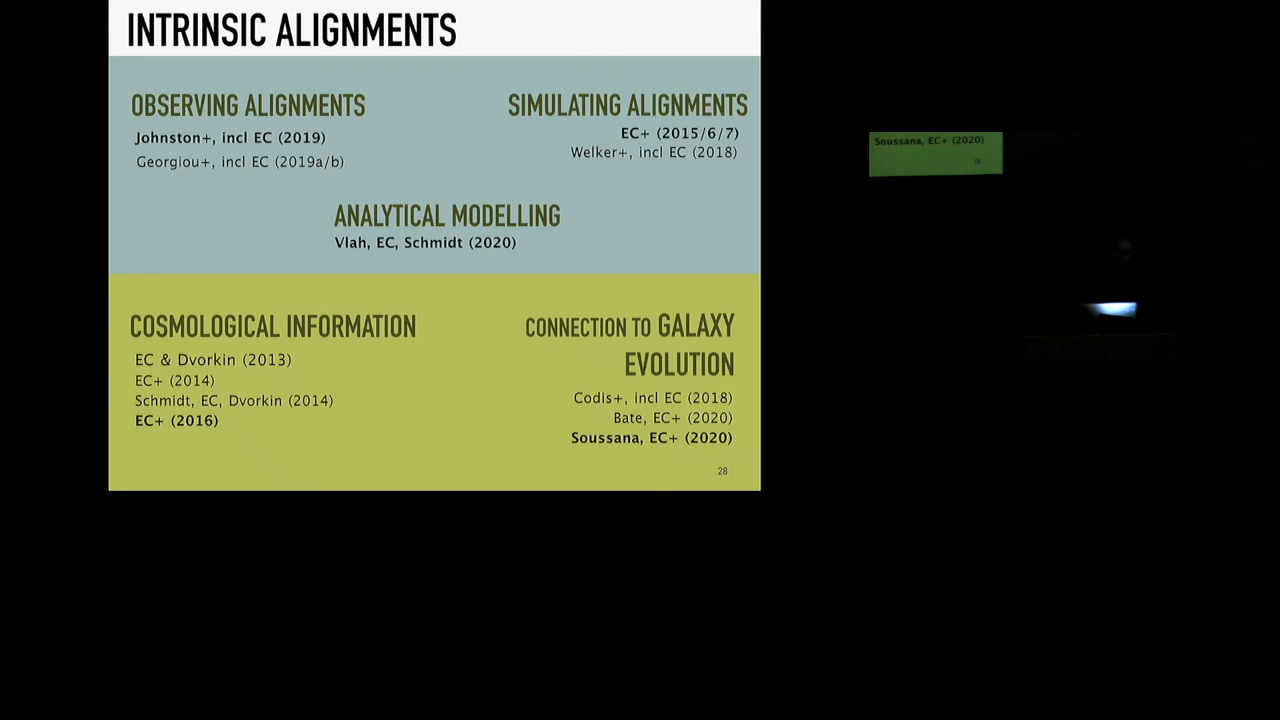 INTRINSIC ALIGNMENTS
OBSERVING ALIGNMENTS
Johnston+, incl EC (2019)
Georgiou+, incl EC (2019a/b)
SIMULATING ALIGNMENTS
EC+ (2015/6/7)
Welker+, incl EC (2018)
ANALYTICAL MODELLING
Vlah, EC, Schmidt (2020)
COSMOLOGICAL INFORMATION
EC & Dvorkin (2013)
EC+ (2014)
Schmidt, EC, Dvorkin (2014)
EC+ (2016)
CONNECTION TO GALAXY
EVOLUTION
Codis+, incl EC (2018)
Bate, EC+ (2020)
Soussana, EC+ (2020)
28
Soussana, EC+ (2020)